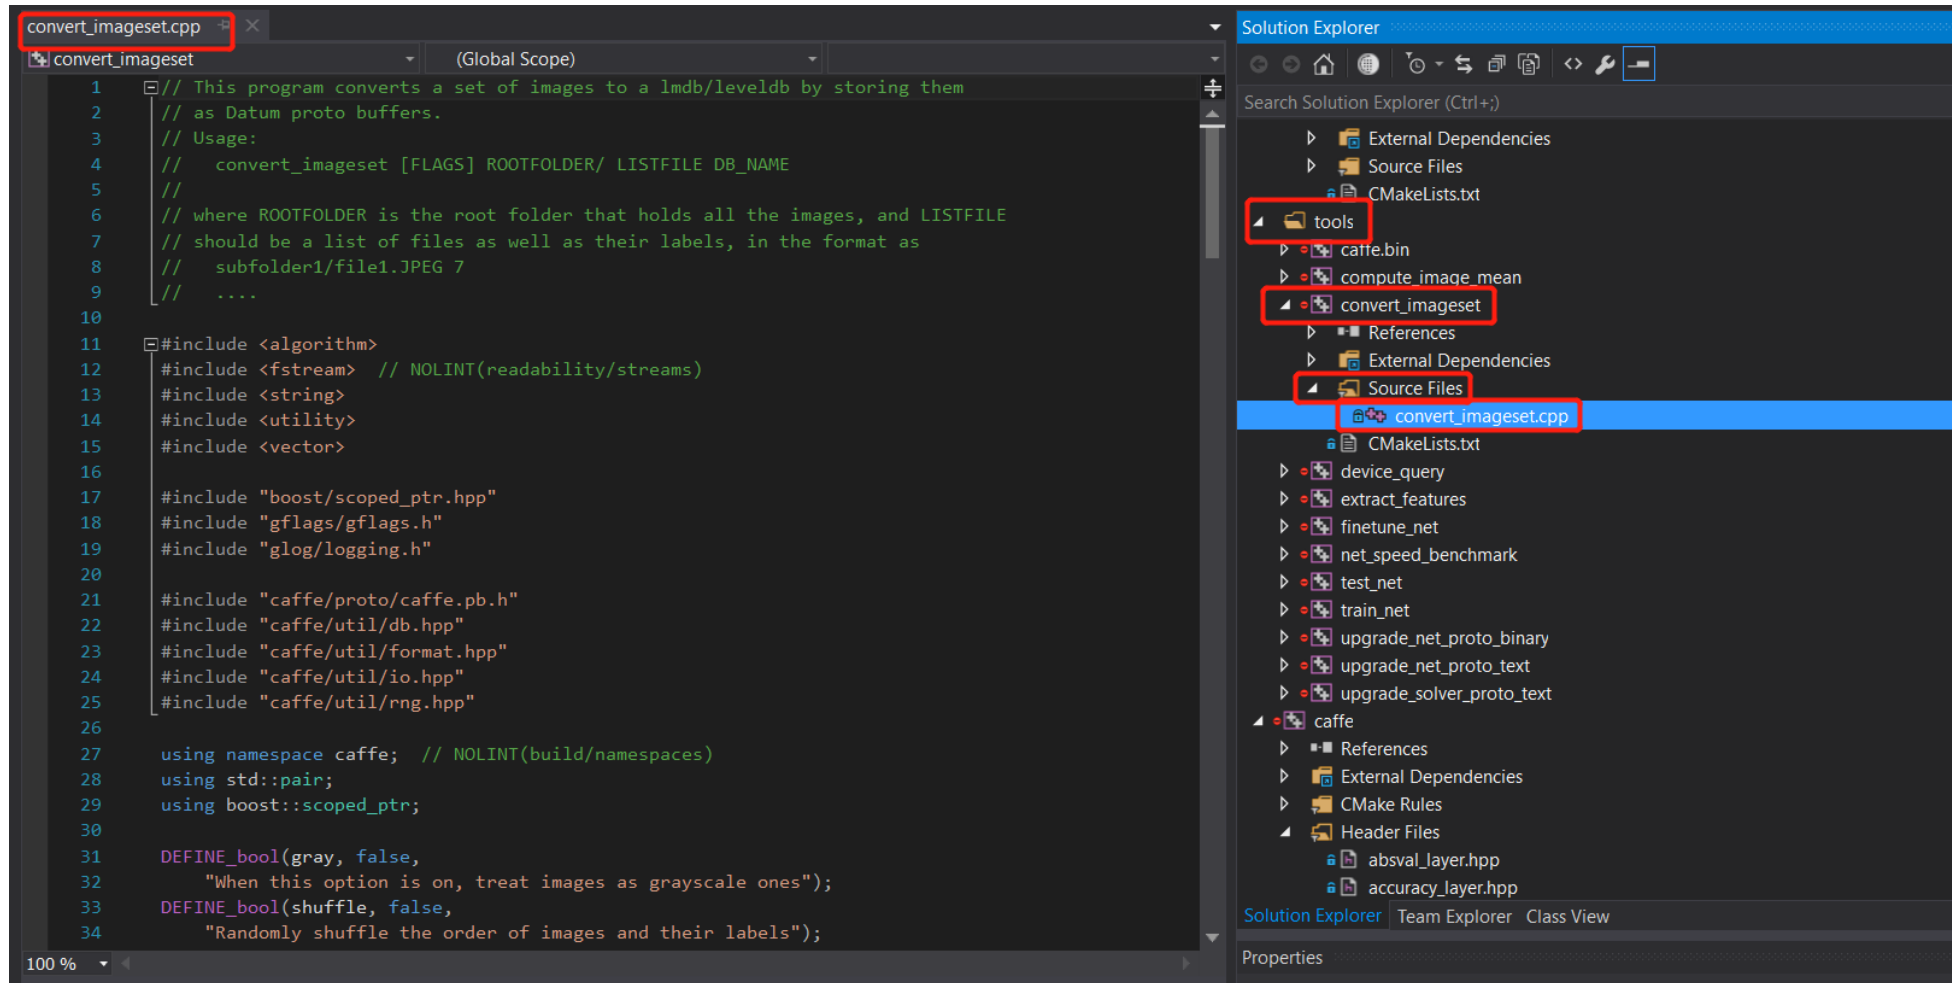 convert_imageset.cpp
convert_imageset
(Global Scope)
1 // This program converts a set of images to a lmdb/leveldb by storing them
2 // as Datum proto buffers.
3 // Usage:
4 //   convert_imageset [FLAGS] ROOTFOLDER/ LISTFILE DB_NAME
5 //
6 // where ROOTFOLDER is the root folder that holds all the images, and LISTFILE
7 // should be a list of files as well as their labels, in the format as
8 //   subfolder1/file1.JPEG 7
9 //   ....
10
11 #include <algorithm>
12 #include <fstream>  // NOLINT(readability/streams)
13 #include <string>
14 #include <utility>
15 #include <vector>
16
17 #include "boost/scoped_ptr.hpp"
18 #include "gflags/gflags.h"
19 #include "glog/logging.h"
20
21 #include "caffe/proto/caffe.pb.h"
22 #include "caffe/util/db.hpp"
23 #include "caffe/util/format.hpp"
24 #include "caffe/util/io.hpp"
25 #include "caffe/util/rng.hpp"
26
27 using namespace caffe;  // NOLINT(build/namespaces)
28 using std::pair;
29 using boost::scoped_ptr;
30
31 DEFINE_bool(gray, false,
32     "When this option is on, treat images as grayscale ones");
33 DEFINE_bool(shuffle, false,
34     "Randomly shuffle the order of images and their labels");
100 %
Solution Explorer
Search Solution Explorer (Ctrl+;)
External Dependencies
Source Files
CMakeLists.txt
tools
caffe.bin
compute_image_mean
convert_imageset
References
External Dependencies
Source Files
convert_imageset.cpp
CMakeLists.txt
device_query
extract_features
finetune_net
net_speed_benchmark
test_net
train_net
upgrade_net_proto_binary
upgrade_net_proto_text
upgrade_solver_proto_text
caffe
References
External Dependencies
CMake Rules
Header Files
absval_layer.hpp
accuracy_layer.hpp
Solution Explorer Team Explorer Class View
Properties